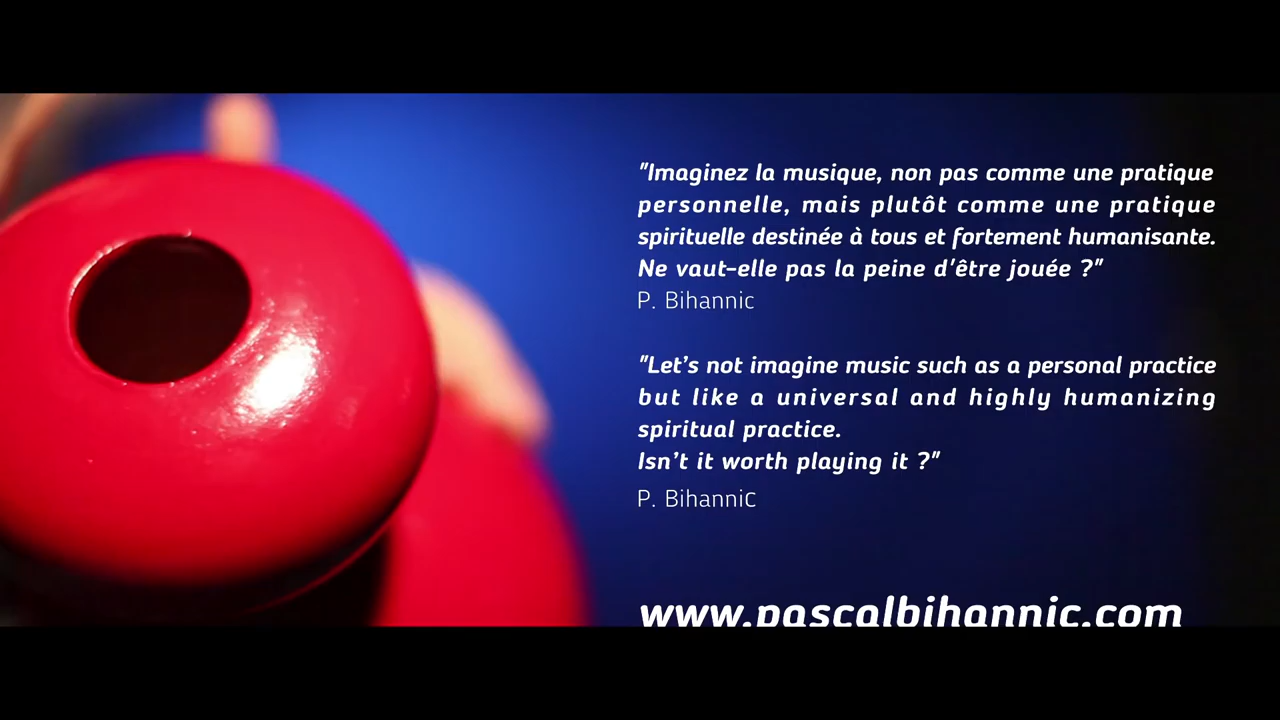 "Imaginez la musique, non pas comme une pratique
personnelle, mais plutôt comme une pratique
spirituelle destinée à tous et fortement humanisante.
Ne vaut-elle pas la peine d'être jouée ?"
P. Bihannic
"Let's not imagine music such as a personal practice
but like a universal and highly humanizing
spiritual practice.
Isn't it worth playing it ?"
P. Bihannic
www.pascalbihannic.com